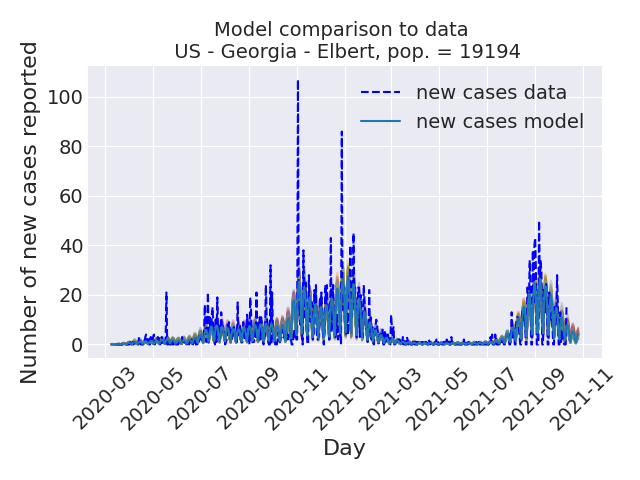 Model comparison to data
US - Georgia - Elbert, pop. = 19194
Number of new cases reported
100
80
60
40
20
0
new cases data
new cases model
2020-03
2020-05
2020-07
2020-09
2020-11
2021-01
2021-03
2021-05
2021-07
2021-09
2021-11
Day